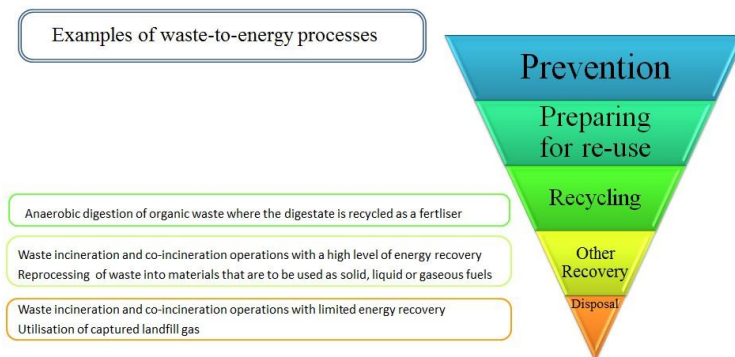 Examples of waste-to-energy processes
Prevention
Preparing
for re-use
Recycling
Anaerobic digestion of organic waste where the digestate is recycled as a fertliser
Other
Recovery
Waste incineration and co-incineration operations with a high level of energy recovery
Reprocessing of waste into materials that are to be used as solid, liquid or gaseous fuels
Disposal
Waste incineration and co-incineration operations with limited energy recovery
Utilisation of captured landfill gas